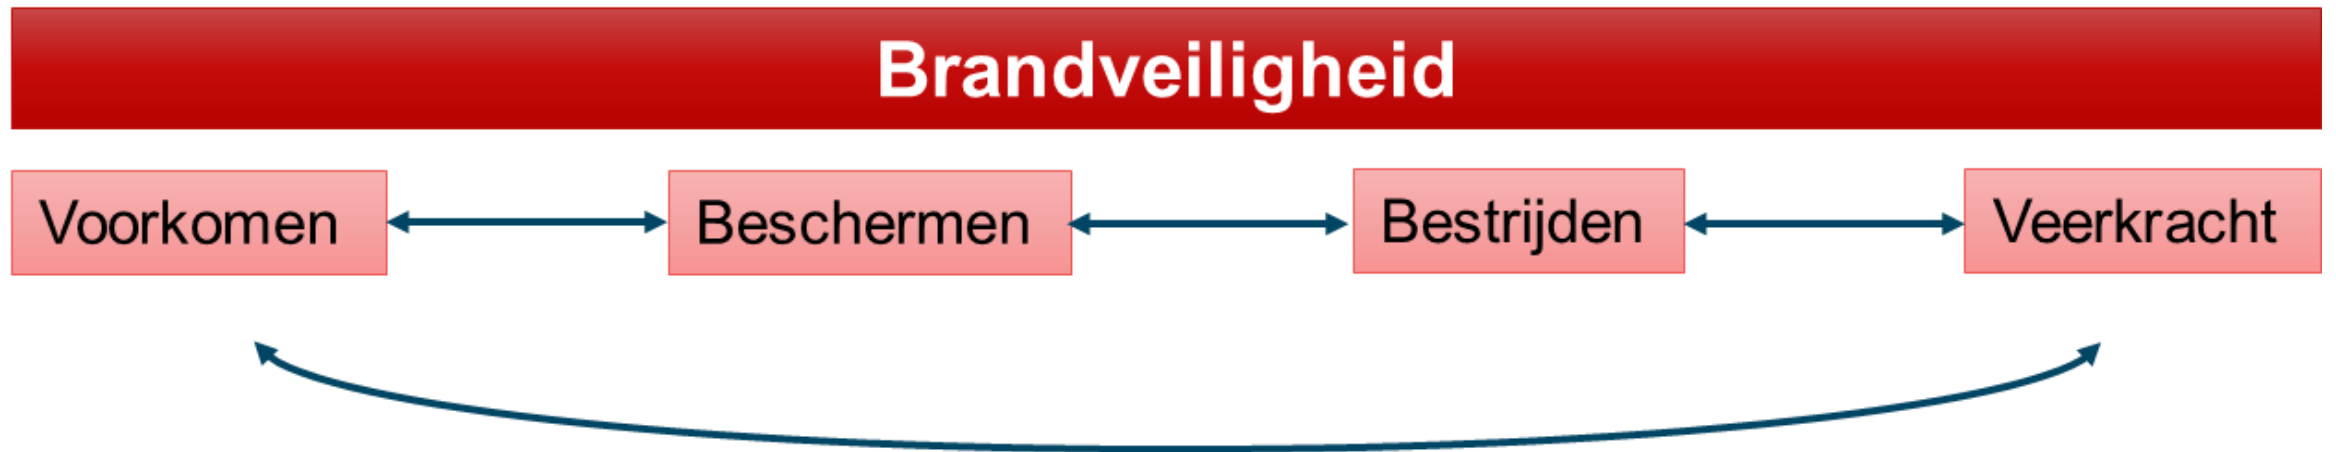 Brandveiligheid
Voorkomen
Beschermen
Bestrijden
Veerkracht